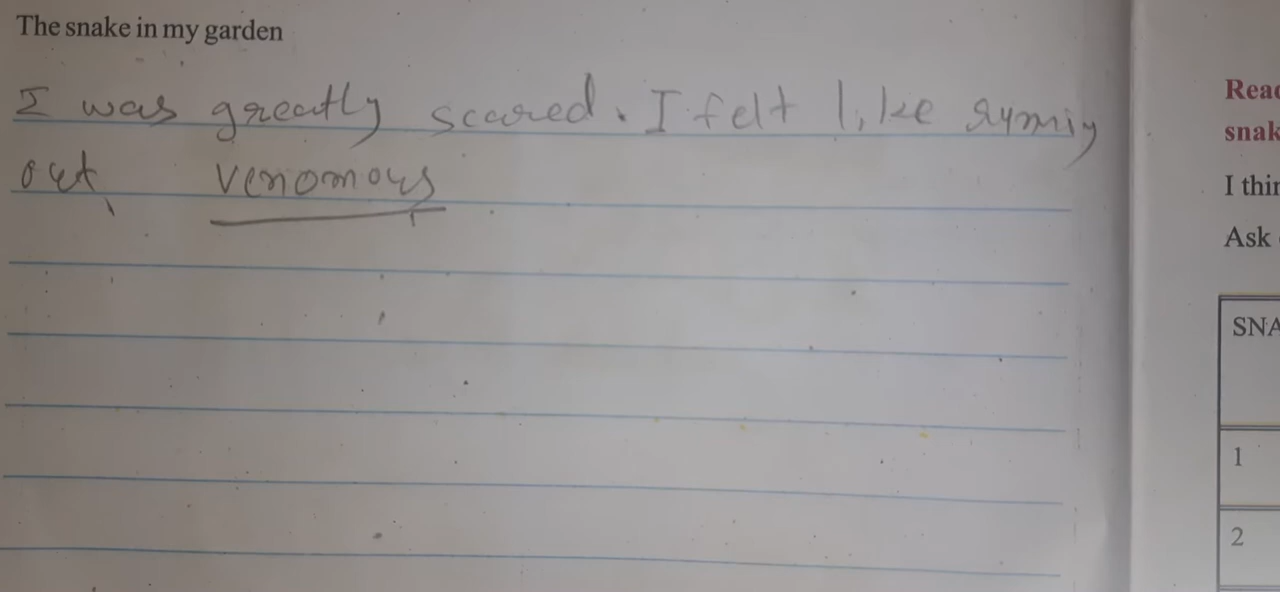 The snake in my garden
I was greatly scared. I felt like
out venomous
Read
snak
I thin
Ask
SNA
1
2